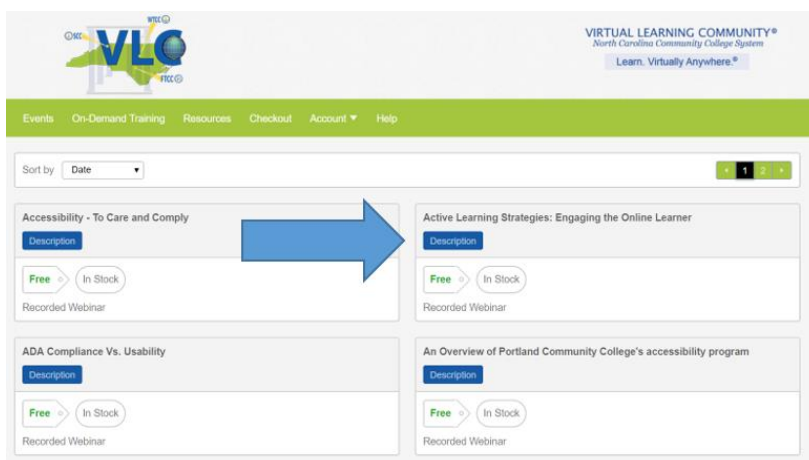 WTCC
SCC
VLC
FTCC
VIRTUAL LEARNING COMMUNITY®
North Carolina Community College System
Learn. Virtually Anywhere.®
Events On-Demand Training Resources Checkout Account Help
Sort by Date
1 2
Accessibility - To Care and Comply
Description
Free In Stock
Recorded Webinar
Active Learning Strategies: Engaging the Online Learner
Description
Free In Stock
Recorded Webinar
ADA Compliance Vs. Usability
Description
Free In Stock
Recorded Webinar
An Overview of Portland Community College's accessibility program
Description
Free In Stock
Recorded Webinar